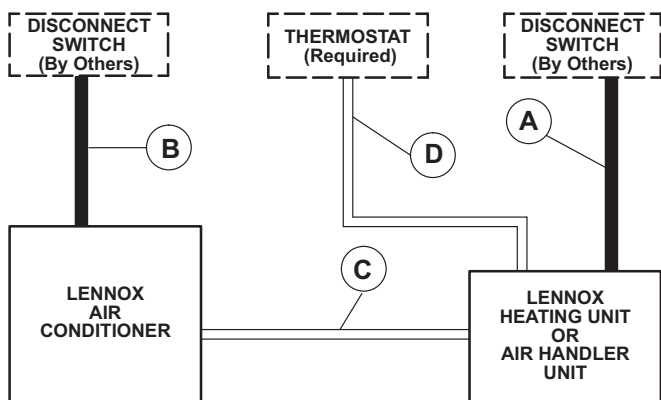 DISCONNECT
SWITCH
(By Others)
THERMOSTAT
(Required)
DISCONNECT
SWITCH
(By Others)
A
B
D
C
LENNOX
AIR
CONDITIONER
LENNOX
HEATING UNIT
OR
AIR HANDLER
UNIT